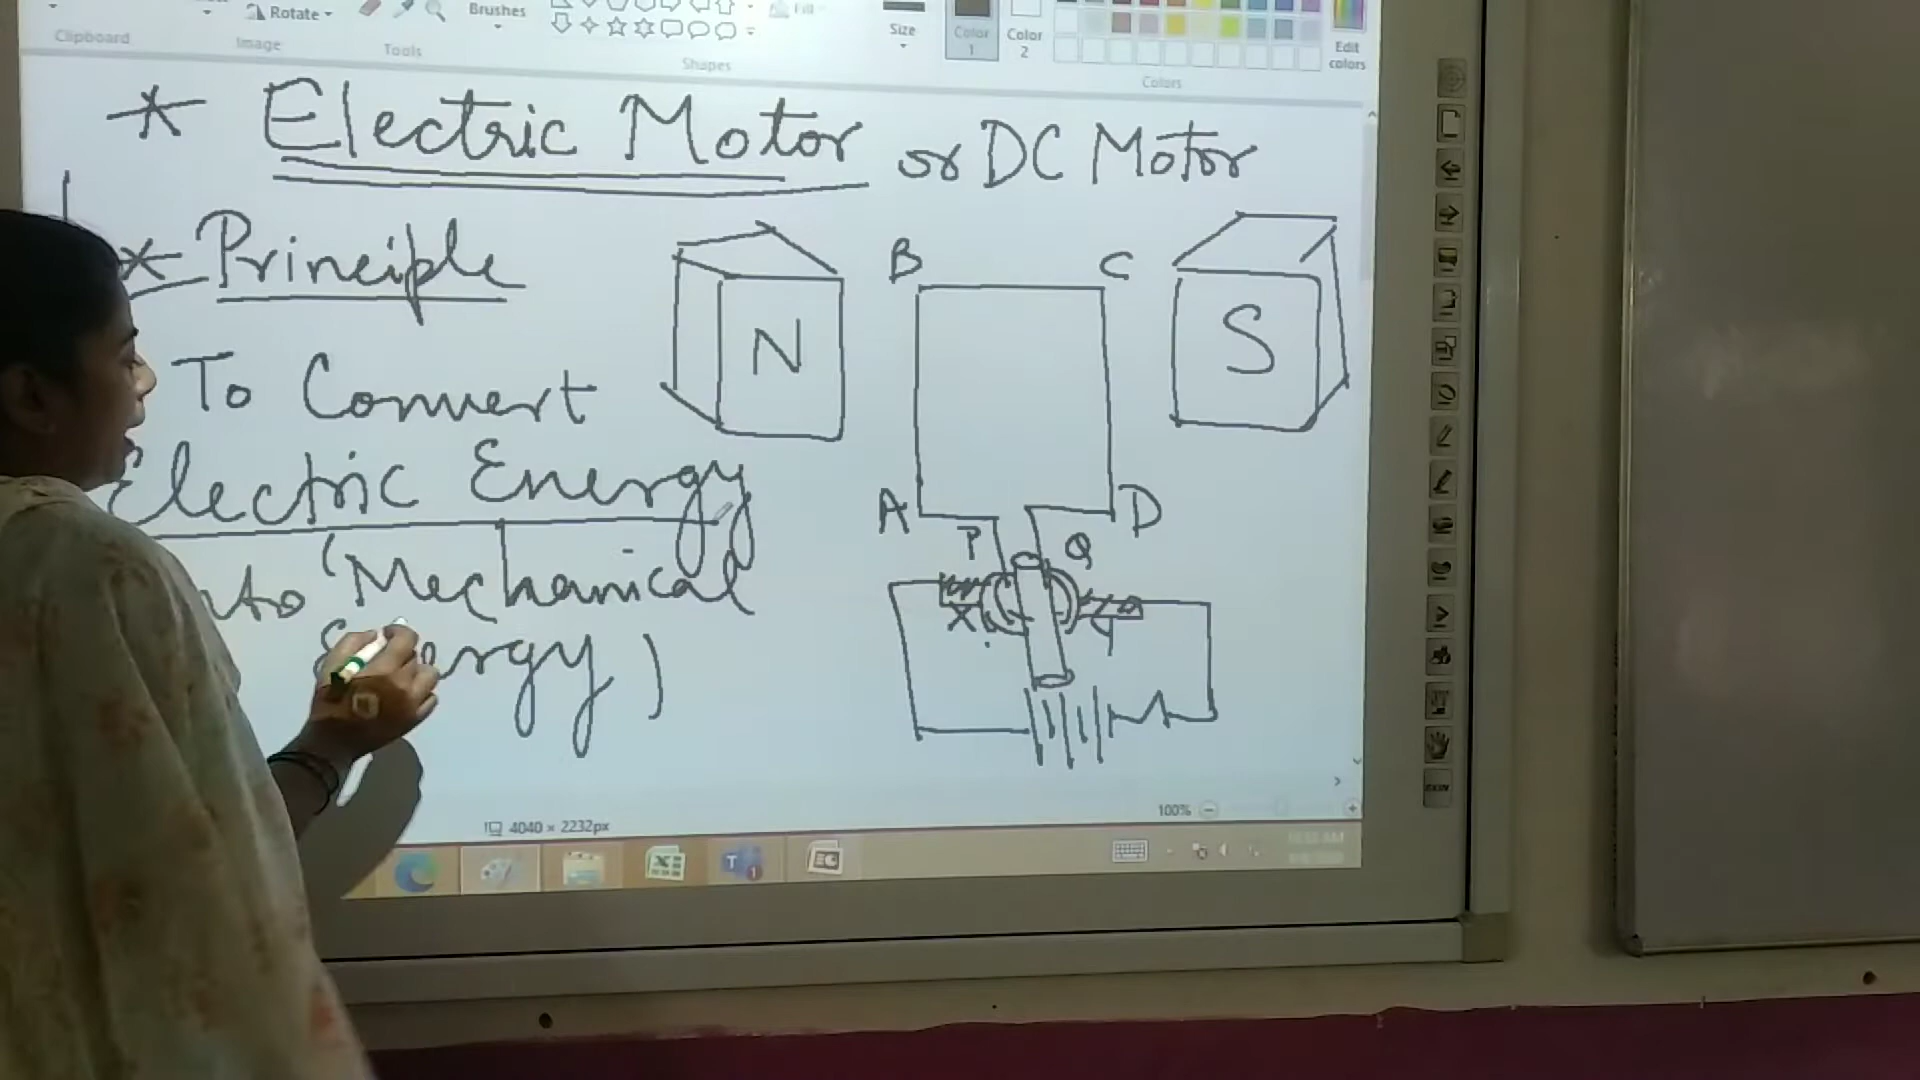 Rotate
Brushes
Fill
Size
Color
1
Color
2
Edit
colors
Clipboard
Image
Tools
Shapes
Colors
* Electric Motor or DC Motor
* Principle
To Convert
Electric Energy
(Mechanical
B
C
N
S
A
D
P
Q
X
Y
100%
4040 × 2232px